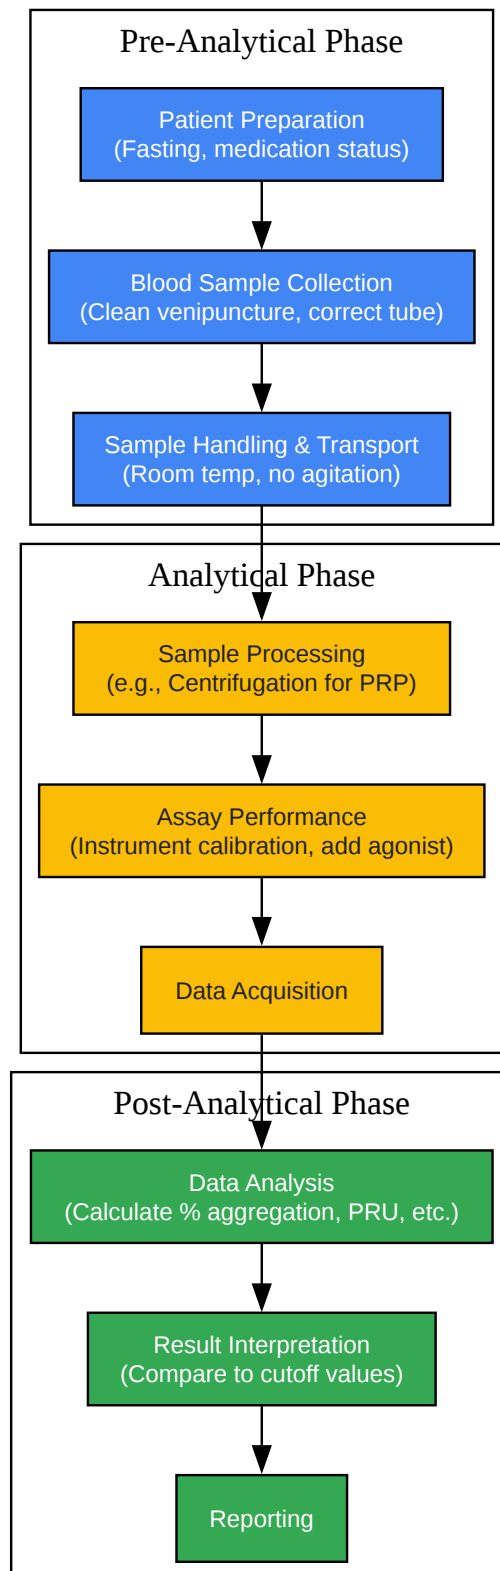 Pre-Analytical Phase
Patient Preparation
(Fasting, medication status)
Blood Sample Collection
(Clean venipuncture, correct tube)
Sample Handling & Transport
(Room temp, no agitation)
Analytical Phase
Sample Processing
(e.g., Centrifugation for PRP)
Assay Performance
(Instrument calibration, add agonist)
Data Acquisition
Post-Analytical Phase
Data Analysis
(Calculate % aggregation, PRU, etc.)
Result Interpretation
(Compare to cutoff values)
Reporting